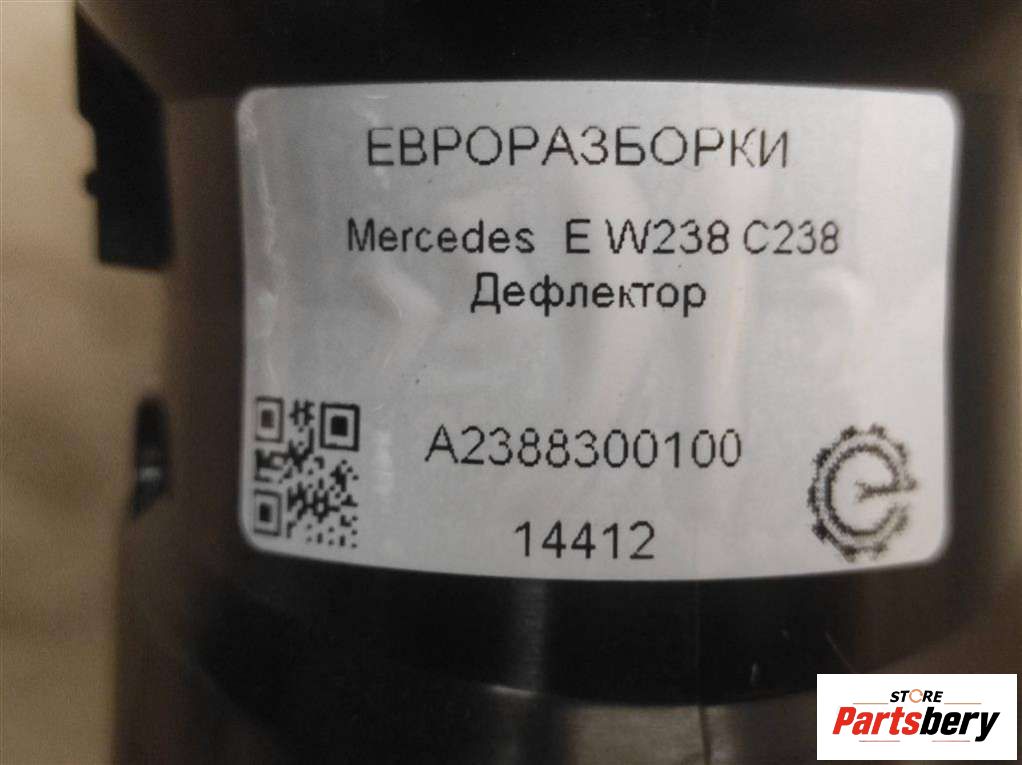 ЕВРОРАЗБОРКИ
Mercedes E W238 C238
Дефлектор
A2388300100
14412
STORE
Partsbery